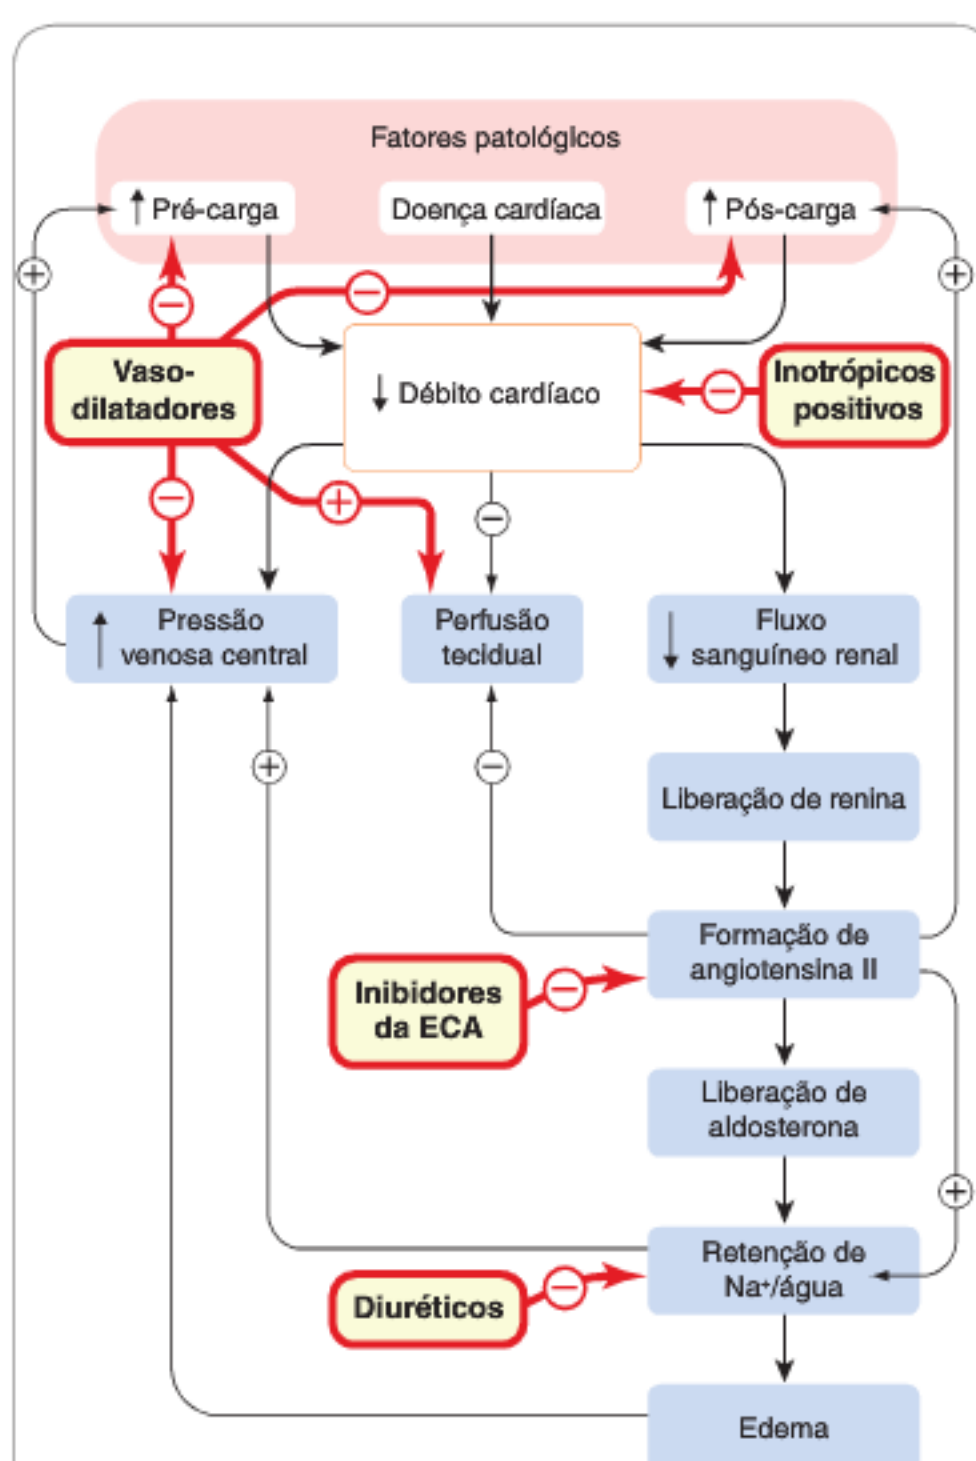 Fatores patológicos
↑ Pré-carga
Doença cardíaca
↑ Pós-carga
+
+
−
−
Vaso-
dilatadores
↓ Débito cardíaco
−
Inotrópicos
positivos
−
+
−
↑ Pressão
venosa central
Perfusão
tecidual
↓ Fluxo
sanguíneo renal
+
−
Liberação de renina
Formação de
angiotensina II
Inibidores
da ECA
−
Liberação de
aldosterona
+
Retenção de
Na⁺/água
Diuréticos
−
Edema